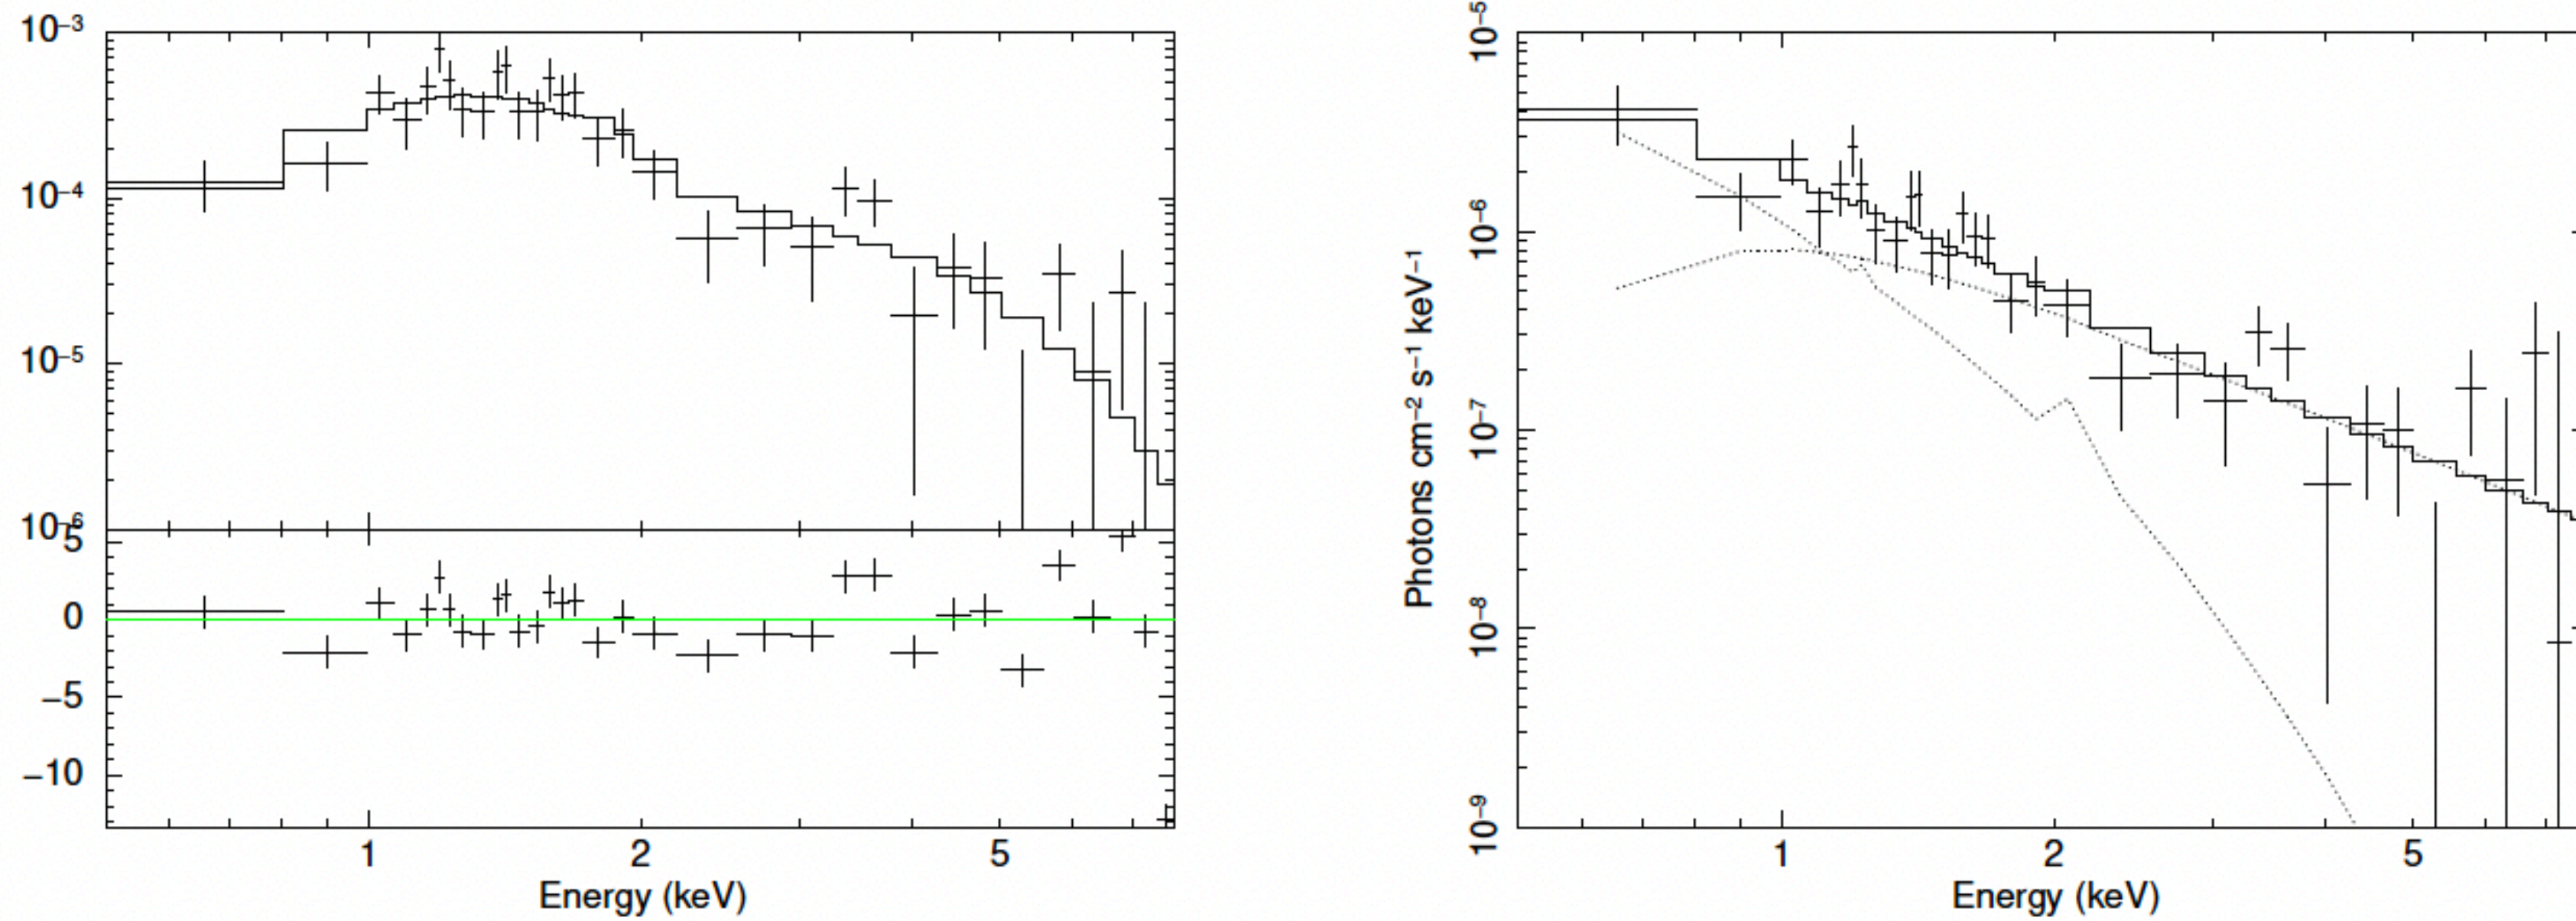 10⁻³
10⁻⁴
10⁻⁵
10⁻⁶
5
0
−5
−10
1 2 5
Energy (keV)
Photons cm⁻² s⁻¹ keV⁻¹
10⁻⁵
10⁻⁶
10⁻⁷
10⁻⁸
10⁻⁹
1 2 5
Energy (keV)